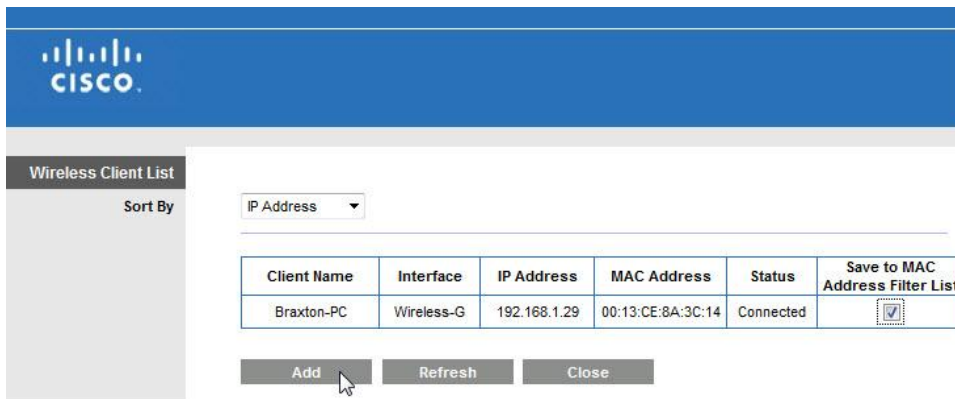 CISCO.
Wireless Client List
Sort By
IP Address
Client Name Interface IP Address MAC Address Status Save to MAC Address Filter List
Braxton-PC Wireless-G 192.168.1.29 00:13:CE:8A:3C:14 Connected
Add Refresh Close